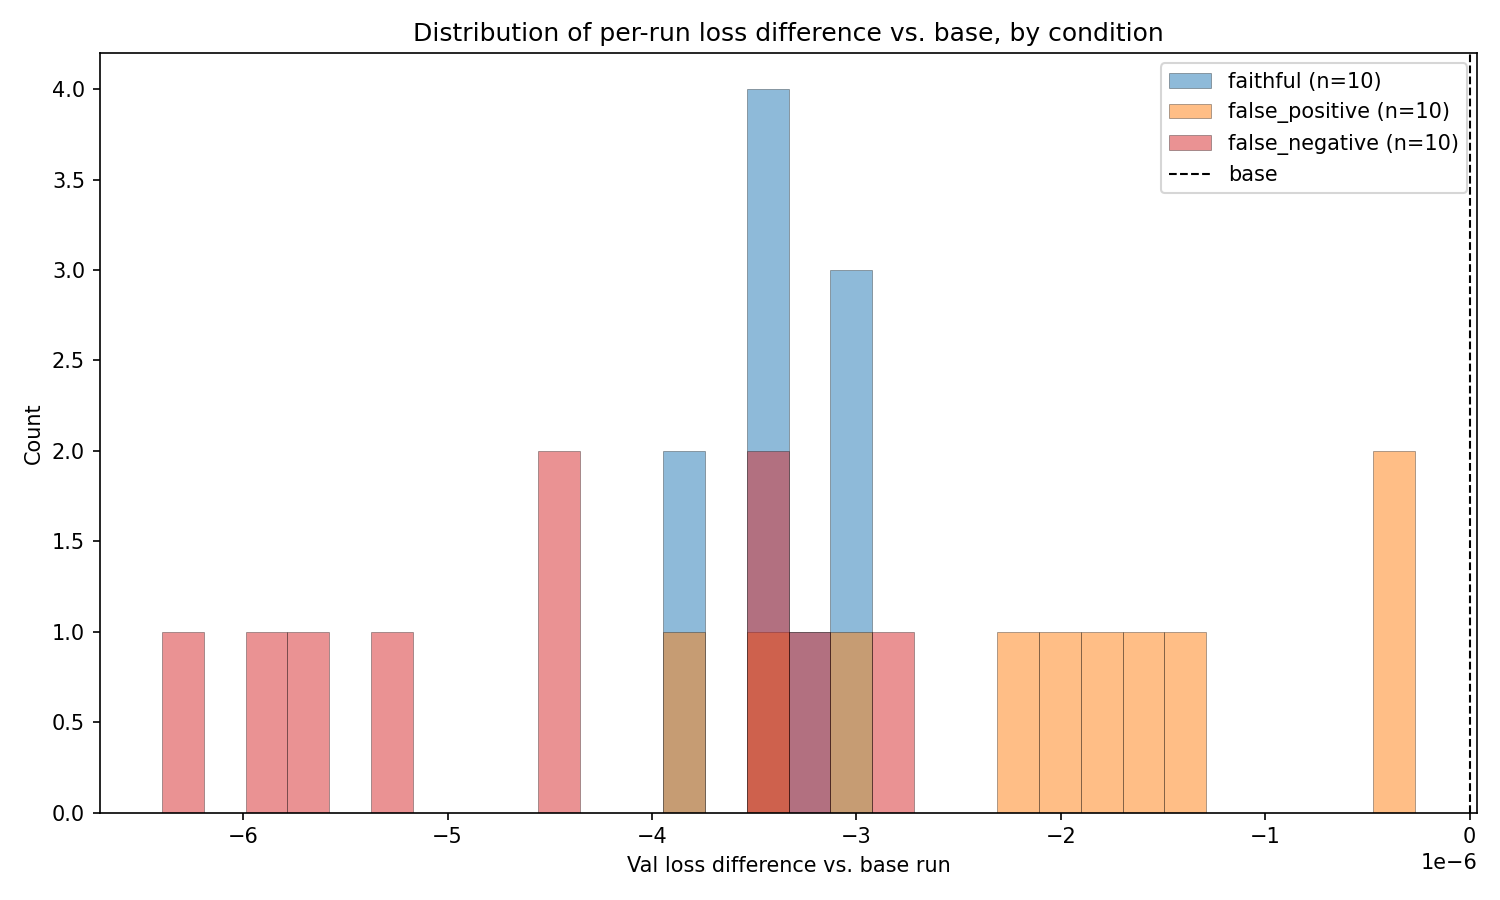 Distribution of per-run loss difference vs. base, by condition
faithful (n=10)
false_positive (n=10)
false_negative (n=10)
base
4.0
3.5
3.0
2.5
2.0
1.5
1.0
0.5
0.0
Count
−6 −5 −4 −3 −2 −1 0
1e−6
Val loss difference vs. base run